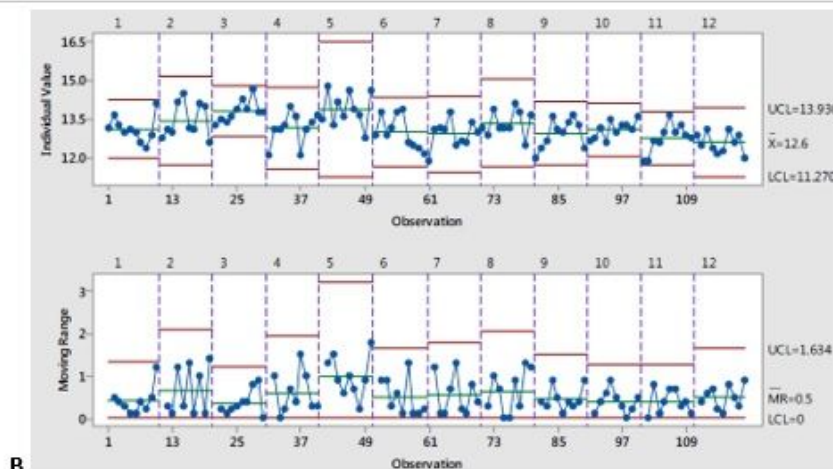 1 2 3 4 5 6 7 8 9 10 11 12
16.5
15.0
13.5
12.0
Individual Value
UCL=13.930
X=12.6
LCL=11.270
1 13 25 37 49 61 73 85 97 109
Observation
1 2 3 4 5 6 7 8 9 10 11 12
3
2
1
0
Moving Range
UCL=1.634
MR=0.5
LCL=0
1 13 25 37 49 61 73 85 97 109
Observation
B